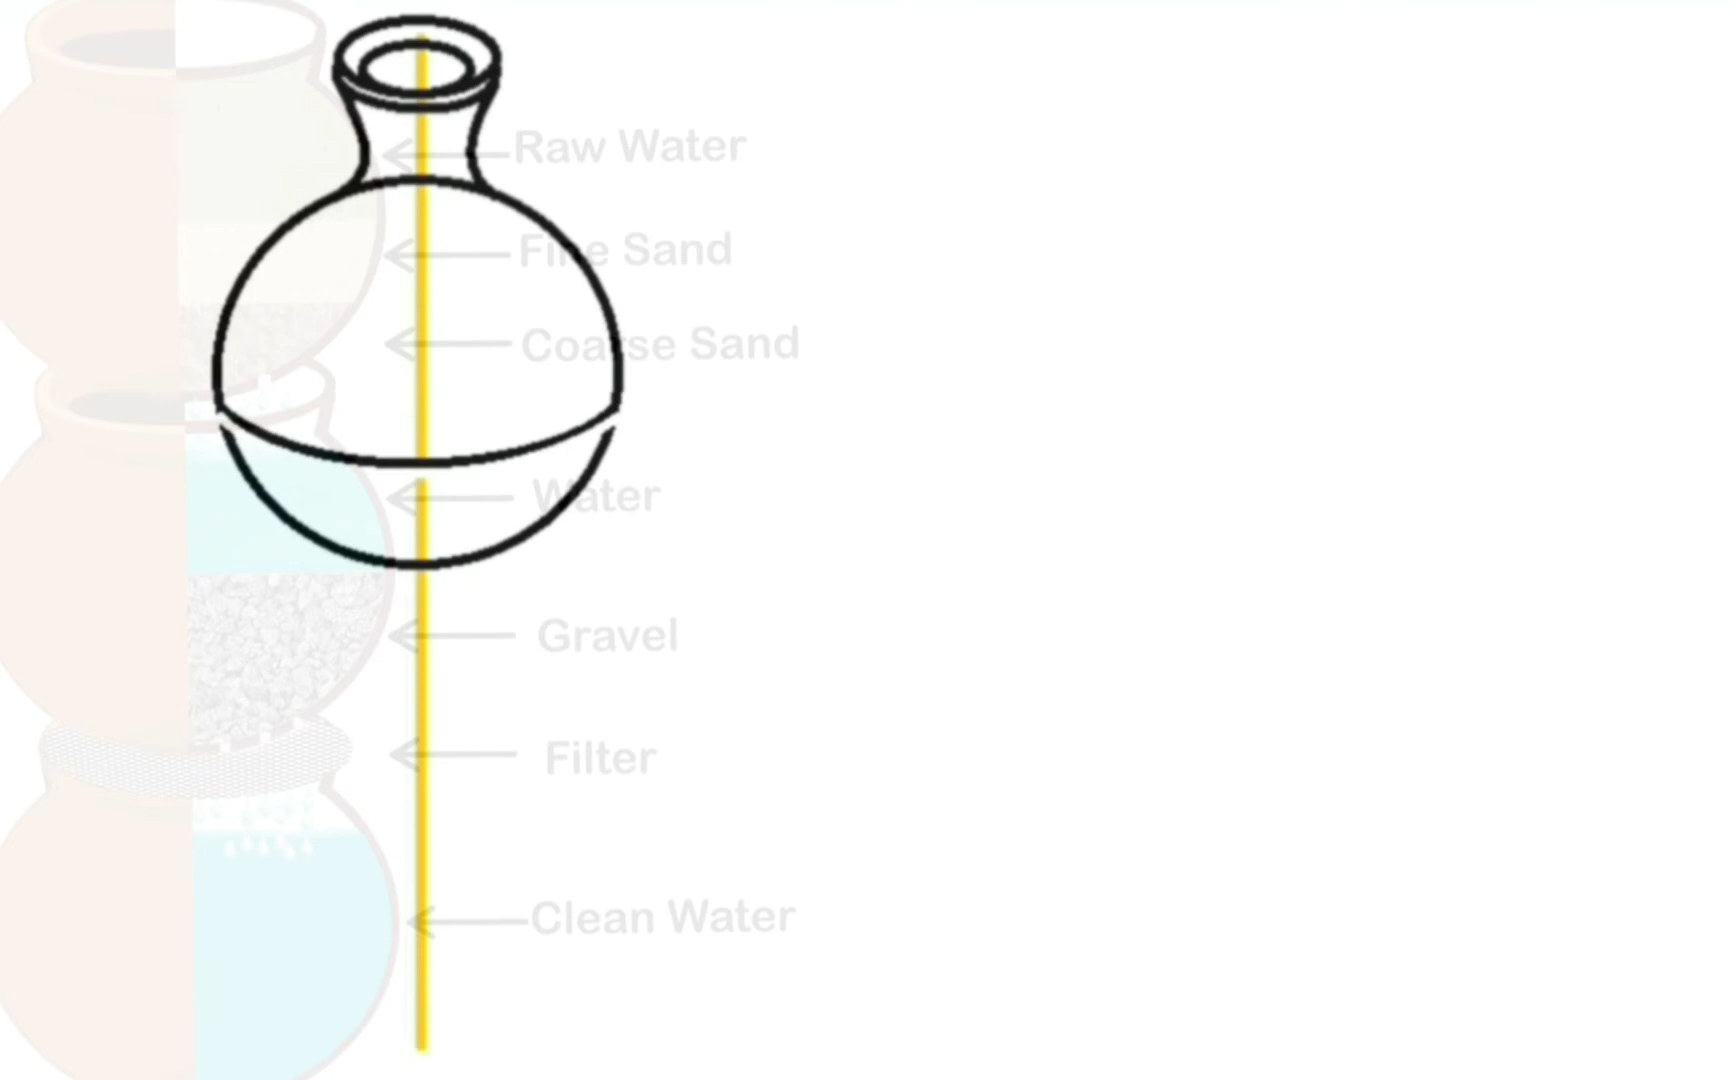 Raw Water
Fine Sand
Coarse Sand
Water
Gravel
Filter
Clean Water